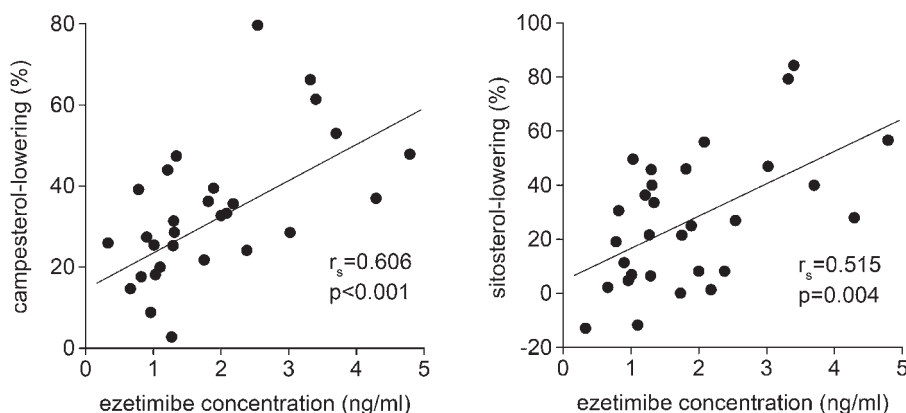 campesterol-lowering (%)
80
60
40
20
0
r_s=0.606
p<0.001
0 1 2 3 4 5
ezetimibe concentration (ng/ml)
sitosterol-lowering (%)
100
80
60
40
20
0
-20
r_s=0.515
p=0.004
0 1 2 3 4 5
ezetimibe concentration (ng/ml)